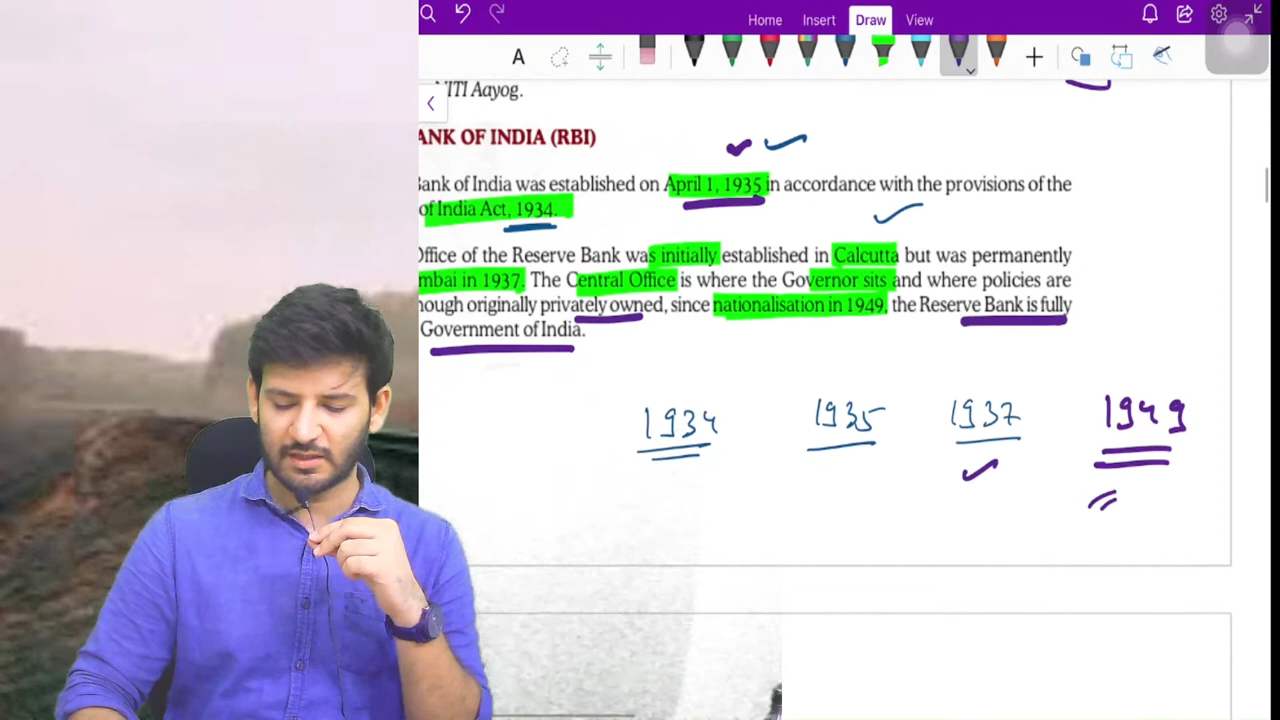 Home Insert Draw View
A
NITI Aayog.
ANK OF INDIA (RBI)
Bank of India was established on April 1, 1935 in accordance with the provisions of the
of India Act, 1934.
Office of the Reserve Bank was initially established in Calcutta but was permanently
mbai in 1937. The Central Office is where the Governor sits and where policies are
hough originally privately owned, since nationalisation in 1949, the Reserve Bank is fully
Government of India.
1934 1935 1937 1949